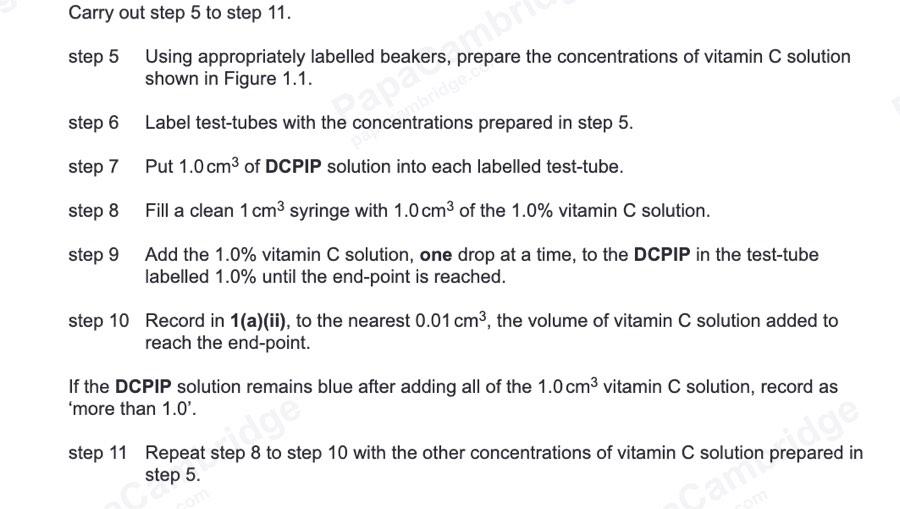 Carry out step 5 to step 11.
step 5 Using appropriately labelled beakers, prepare the concentrations of vitamin C solution
shown in Figure 1.1.
step 6 Label test-tubes with the concentrations prepared in step 5.
step 7 Put 1.0 cm³ of DCPIP solution into each labelled test-tube.
step 8 Fill a clean 1 cm³ syringe with 1.0 cm³ of the 1.0% vitamin C solution.
step 9 Add the 1.0% vitamin C solution, one drop at a time, to the DCPIP in the test-tube
labelled 1.0% until the end-point is reached.
step 10 Record in 1(a)(ii), to the nearest 0.01 cm³, the volume of vitamin C solution added to
reach the end-point.
If the DCPIP solution remains blue after adding all of the 1.0 cm³ vitamin C solution, record as
‘more than 1.0’.
step 11 Repeat step 8 to step 10 with the other concentrations of vitamin C solution prepared in
step 5.